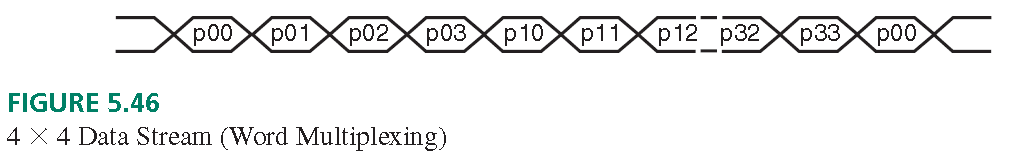 p00 p01 p02 p03 p10 p11 p12 p32 p33 p00
FIGURE 5.46
4 × 4 Data Stream (Word Multiplexing)